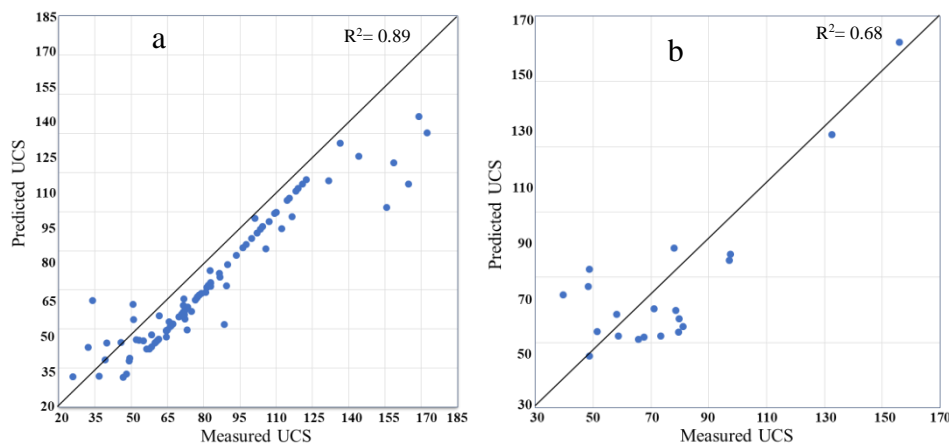 a
R²= 0.89
185
170
155
140
125
110
95
80
65
50
35
20
Predicted UCS
20 35 50 65 80 95 110 125 140 155 170 185
Measured UCS
b
R²= 0.68
170
150
130
110
90
70
50
30
Predicted UCS
30 50 70 90 110 130 150 170
Measured UCS